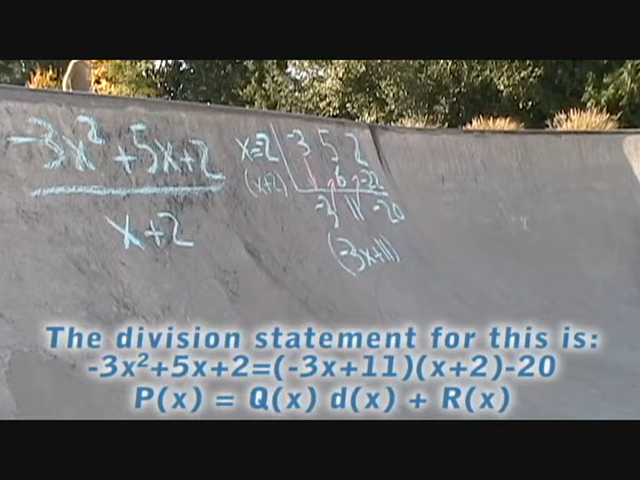 -3x²+5x+2
x+2
x=2 -3 5 2
(x+2) 6 -22
-3 11 -20
(-3x+11)
The division statement for this is:
-3x²+5x+2=(-3x+11)(x+2)-20
P(x) = Q(x) d(x) + R(x)